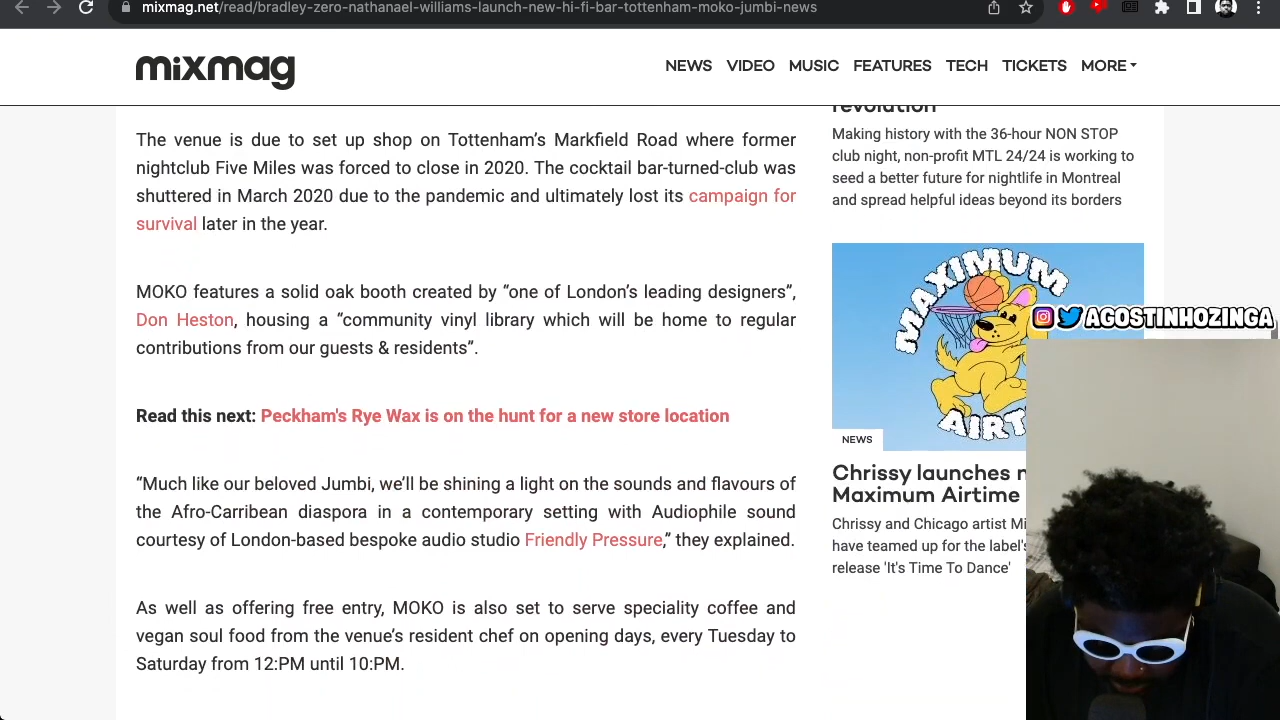 mixmag.net/read/bradley-zero-nathanael-williams-launch-new-hi-fi-bar-tottenham-moko-jumbi-news
mixmag
NEWS VIDEO MUSIC FEATURES TECH TICKETS MORE
The venue is due to set up shop on Tottenham’s Markfield Road where former
nightclub Five Miles was forced to close in 2020. The cocktail bar-turned-club was
shuttered in March 2020 due to the pandemic and ultimately lost its campaign for
survival later in the year.
MOKO features a solid oak booth created by “one of London’s leading designers”,
Don Heston, housing a “community vinyl library which will be home to regular
contributions from our guests & residents”.
Read this next: Peckham's Rye Wax is on the hunt for a new store location
“Much like our beloved Jumbi, we’ll be shining a light on the sounds and flavours of
the Afro-Carribean diaspora in a contemporary setting with Audiophile sound
courtesy of London-based bespoke audio studio Friendly Pressure,” they explained.
As well as offering free entry, MOKO is also set to serve speciality coffee and
vegan soul food from the venue’s resident chef on opening days, every Tuesday to
Saturday from 12:PM until 10:PM.
revolution
Making history with the 36-hour NON STOP
club night, non-profit MTL 24/24 is working to
seed a better future for nightlife in Montreal
and spread helpful ideas beyond its borders
MAXIMUM
AIRT
AGOSTINHOZINGA
NEWS
Chrissy launches n
Maximum Airtime
Chrissy and Chicago artist Mi
have teamed up for the label's
release 'It's Time To Dance'